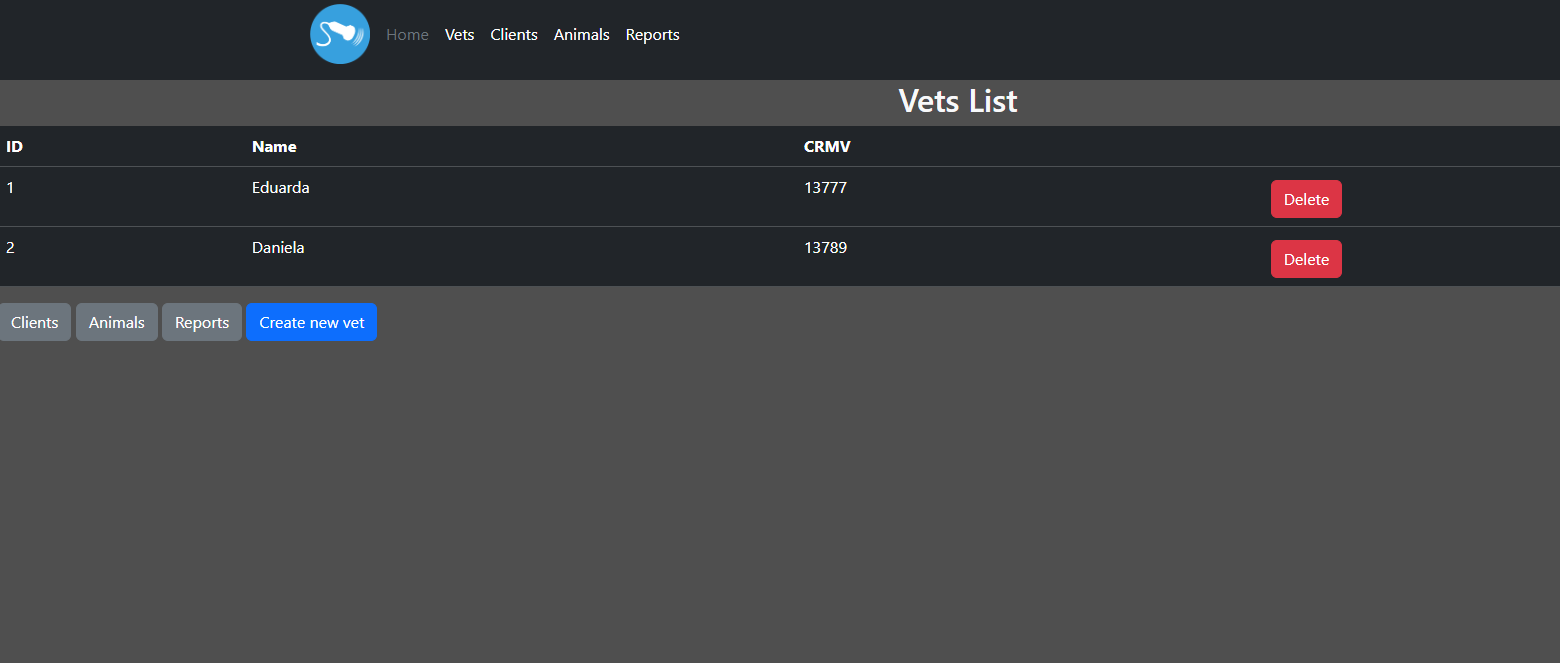 Home Vets Clients Animals Reports
Vets List
ID Name CRMV
1 Eduarda 13777 Delete
2 Daniela 13789 Delete
Clients Animals Reports Create new vet